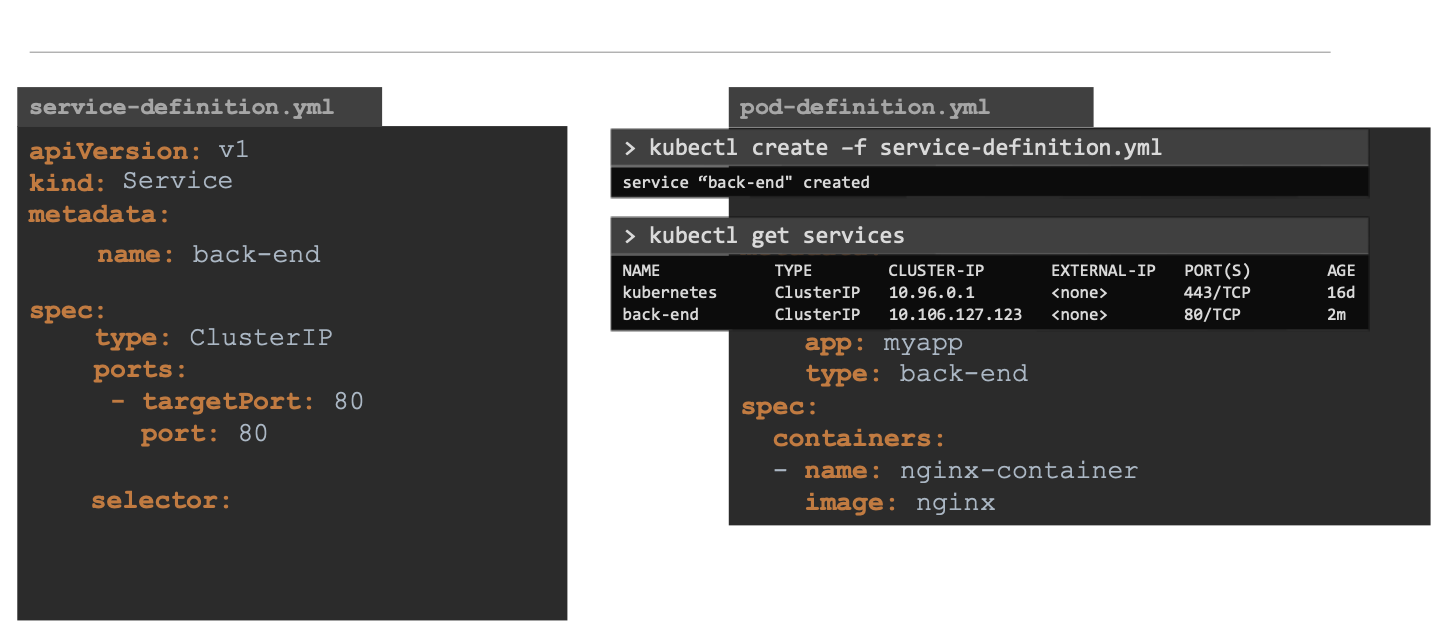 service-definition.yml
apiVersion: v1
kind: Service
metadata:
name: back-end
spec:
type: ClusterIP
ports:
- targetPort: 80
port: 80
selector:
pod-definition.yml
> kubectl create –f service-definition.yml
service “back-end" created
> kubectl get services
NAME TYPE CLUSTER-IP EXTERNAL-IP PORT(S) AGE
kubernetes ClusterIP 10.96.0.1 <none> 443/TCP 16d
back-end ClusterIP 10.106.127.123 <none> 80/TCP 2m
app: myapp
type: back-end
spec:
containers:
- name: nginx-container
image: nginx